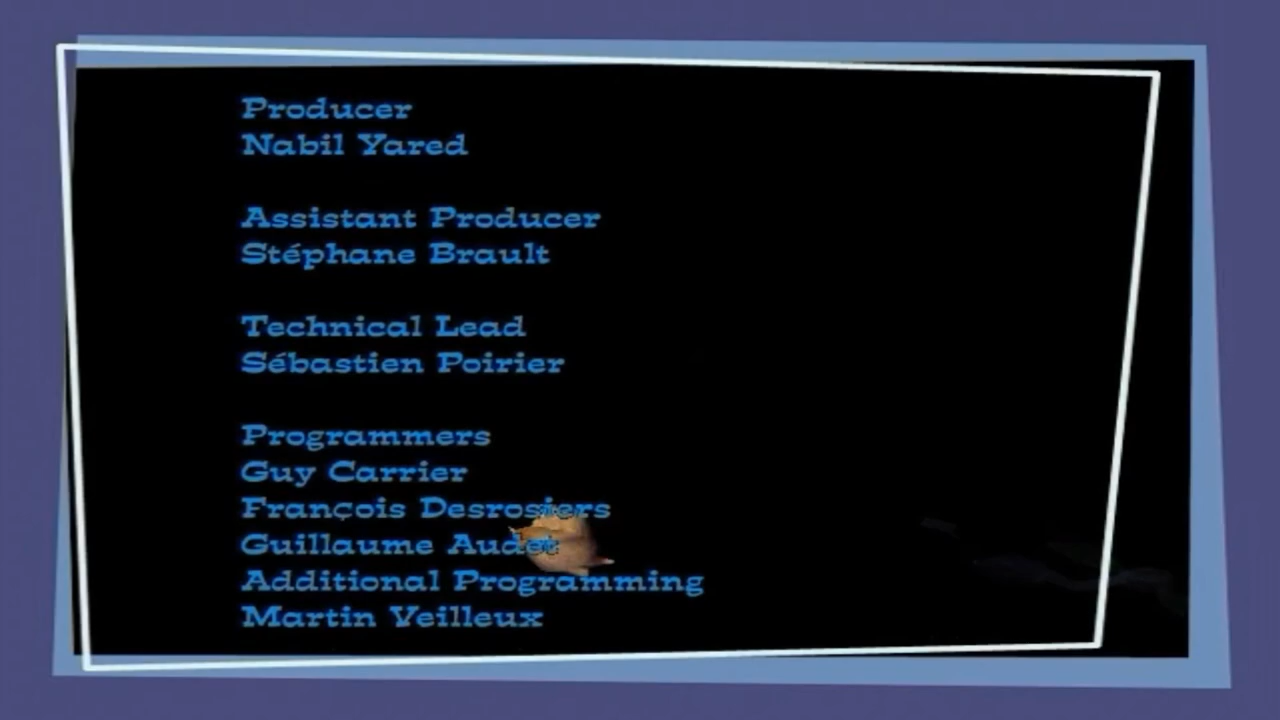 Producer
Nabil Yared
Assistant Producer
Stéphane Brault
Technical Lead
Sébastien Poirier
Programmers
Guy Carrier
François Desrosiers
Guillaume Audet
Additional Programming
Martin Veilleux